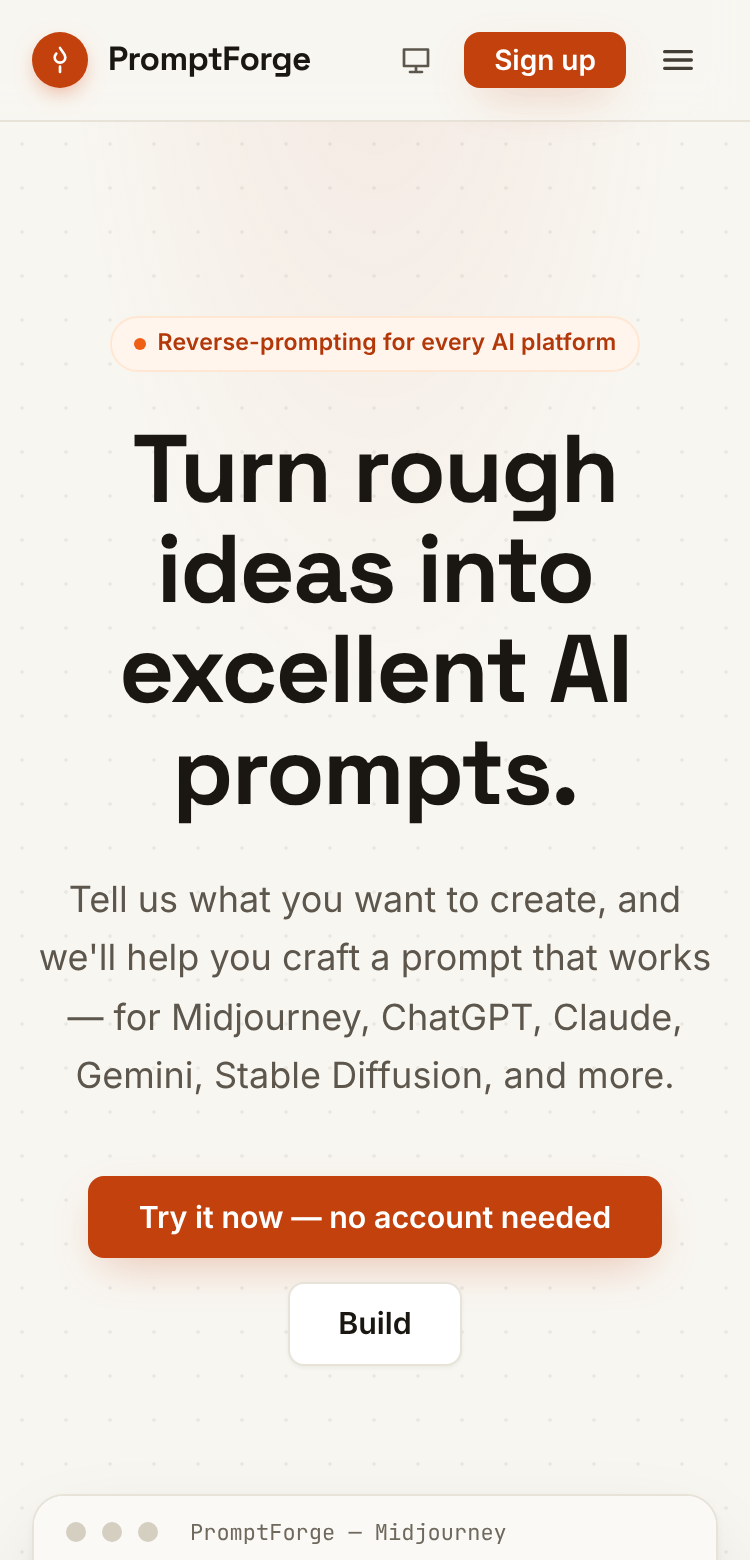 PromptForge
Sign up
Reverse-prompting for every AI platform
Turn rough
ideas into
excellent AI
prompts.
Tell us what you want to create, and
we'll help you craft a prompt that works
— for Midjourney, ChatGPT, Claude,
Gemini, Stable Diffusion, and more.
Try it now — no account needed
Build
PromptForge — Midjourney